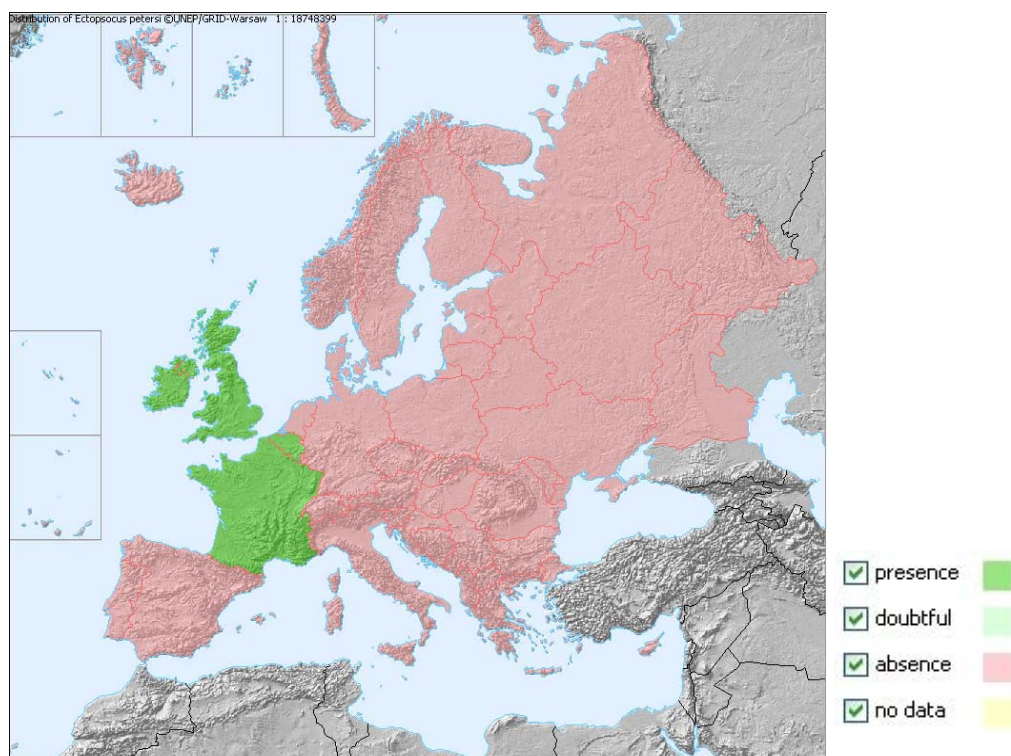 Distribution of Ectopsocus petersi ©UNEP/GRID-Warsaw 1 : 18748399
presence
doubtful
absence
no data